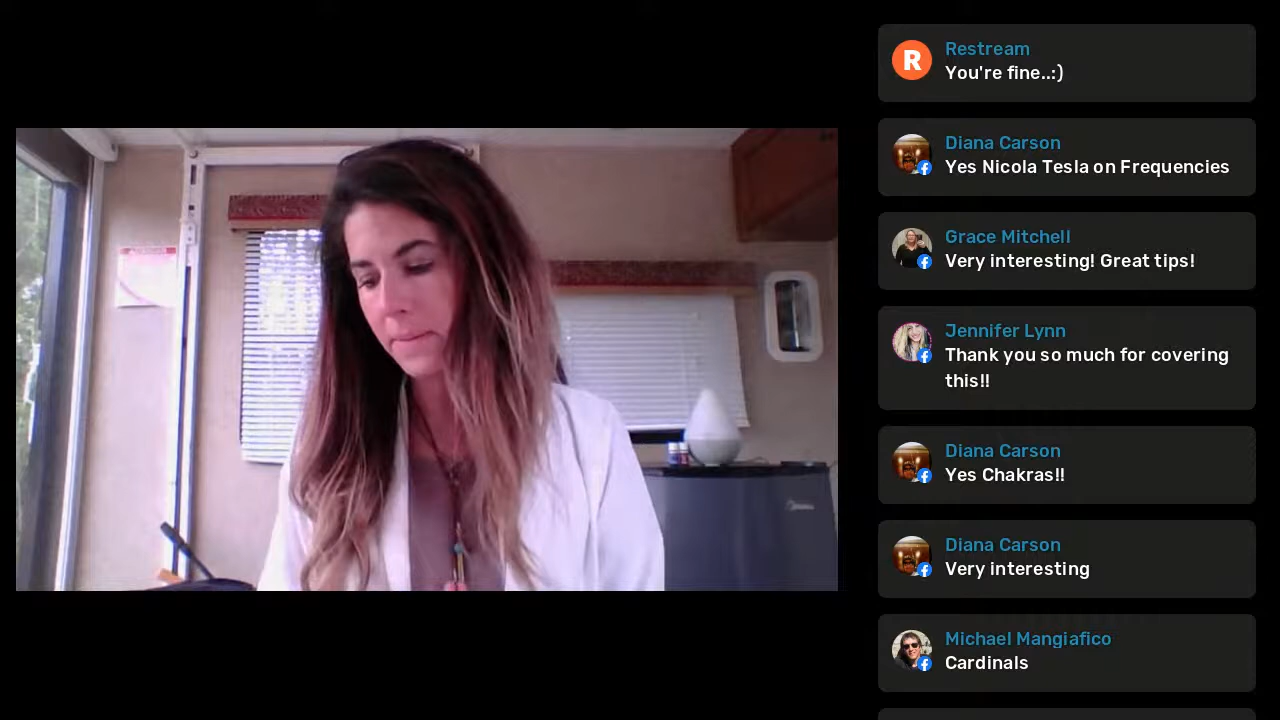 R
Restream
You're fine..:)
Diana Carson
Yes Nicola Tesla on Frequencies
Grace Mitchell
Very interesting! Great tips!
Jennifer Lynn
Thank you so much for covering
this!!
Diana Carson
Yes Chakras!!
Diana Carson
Very interesting
Michael Mangiafico
Cardinals